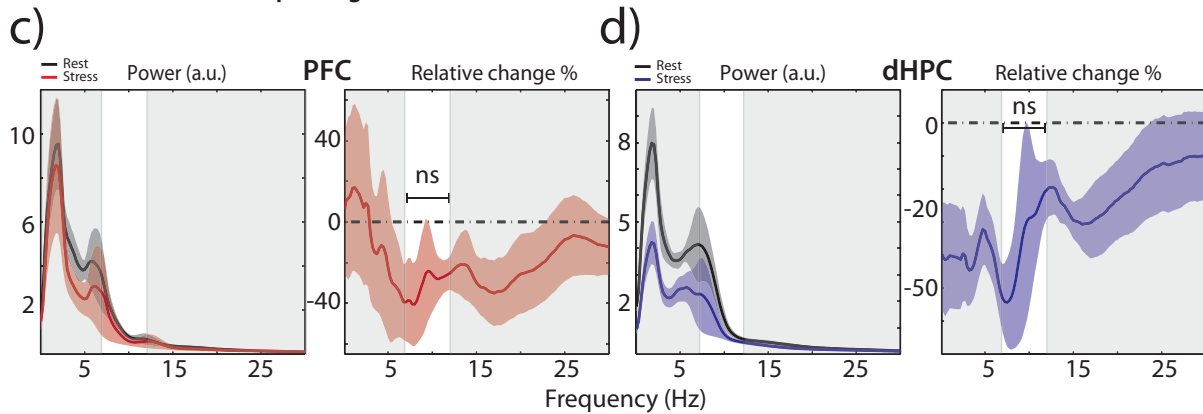 c)
Rest
Stress
Power (a.u.)
PFC
Relative change %
d)
Rest
Stress
Power (a.u.)
dHPC
Relative change %
10
6
2
5
15
25
40
0
-40
ns
5
15
25
8
5
2
5
15
25
0
-20
-50
ns
5
15
25
Frequency (Hz)